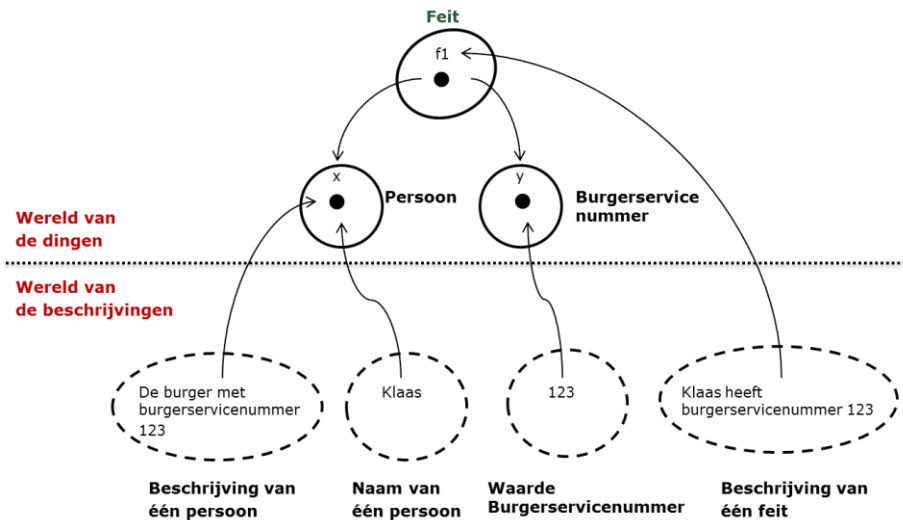 Feit
f1
x
Persoon
y
Burgerservice
nummer
Wereld van
de dingen
Wereld van
de beschrijvingen
De burger met
burgerservicenummer
123
Klaas
123
Klaas heeft
burgerservicenummer 123
Beschrijving van
één persoon
Naam van
één persoon
Waarde
Burgerservicenummer
Beschrijving van
één feit